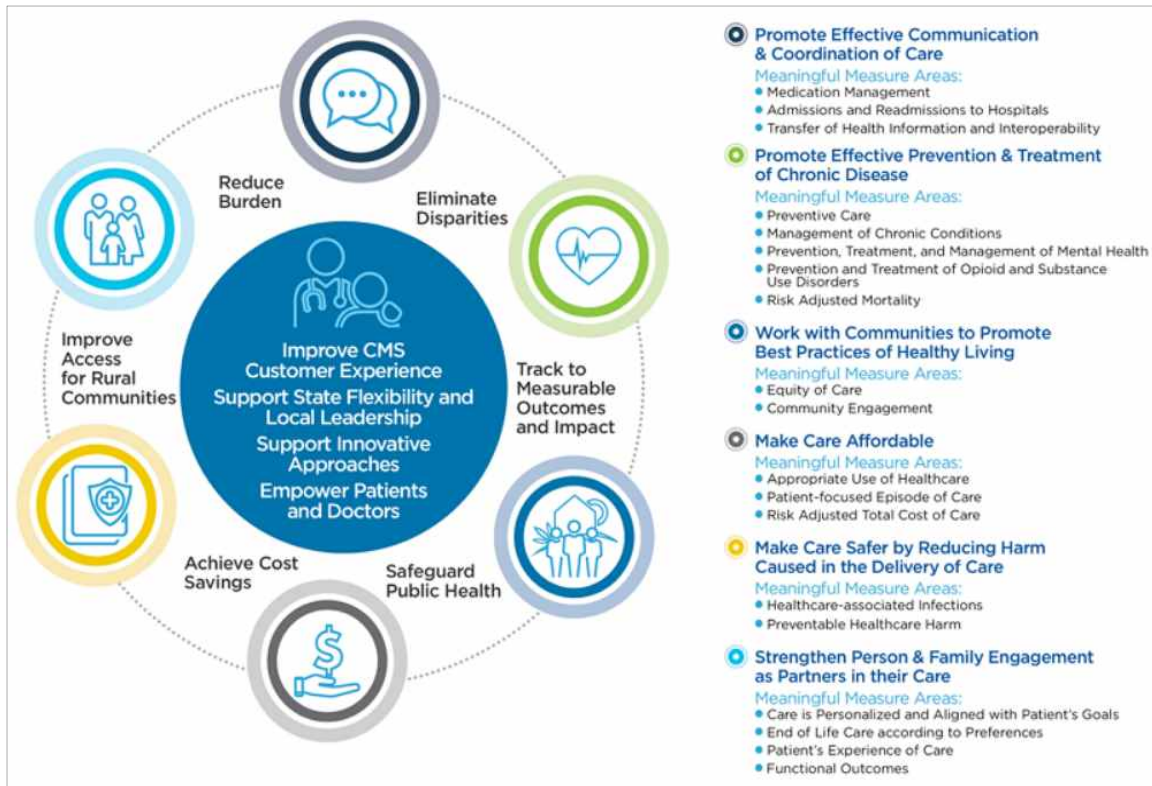 Reduce
Burden
Eliminate
Disparities
Improve
Access
for Rural
Communities
Improve CMS
Customer Experience
Support State Flexibility and
Local Leadership
Support Innovative
Approaches
Empower Patients
and Doctors
Track to
Measurable
Outcomes
and Impact
Achieve Cost
Savings
Safeguard
Public Health
$
Promote Effective Communication
& Coordination of Care
Meaningful Measure Areas:
• Medication Management
• Admissions and Readmissions to Hospitals
• Transfer of Health Information and Interoperability
Promote Effective Prevention & Treatment
of Chronic Disease
Meaningful Measure Areas:
• Preventive Care
• Management of Chronic Conditions
• Prevention, Treatment, and Management of Mental Health
• Prevention and Treatment of Opioid and Substance
Use Disorders
• Risk Adjusted Mortality
Work with Communities to Promote
Best Practices of Healthy Living
Meaningful Measure Areas:
• Equity of Care
• Community Engagement
Make Care Affordable
Meaningful Measure Areas:
• Appropriate Use of Healthcare
• Patient-focused Episode of Care
• Risk Adjusted Total Cost of Care
Make Care Safer by Reducing Harm
Caused in the Delivery of Care
Meaningful Measure Areas:
• Healthcare-associated Infections
• Preventable Healthcare Harm
Strengthen Person & Family Engagement
as Partners in their Care
Meaningful Measure Areas:
• Care is Personalized and Aligned with Patient's Goals
• End of Life Care according to Preferences
• Patient's Experience of Care
• Functional Outcomes